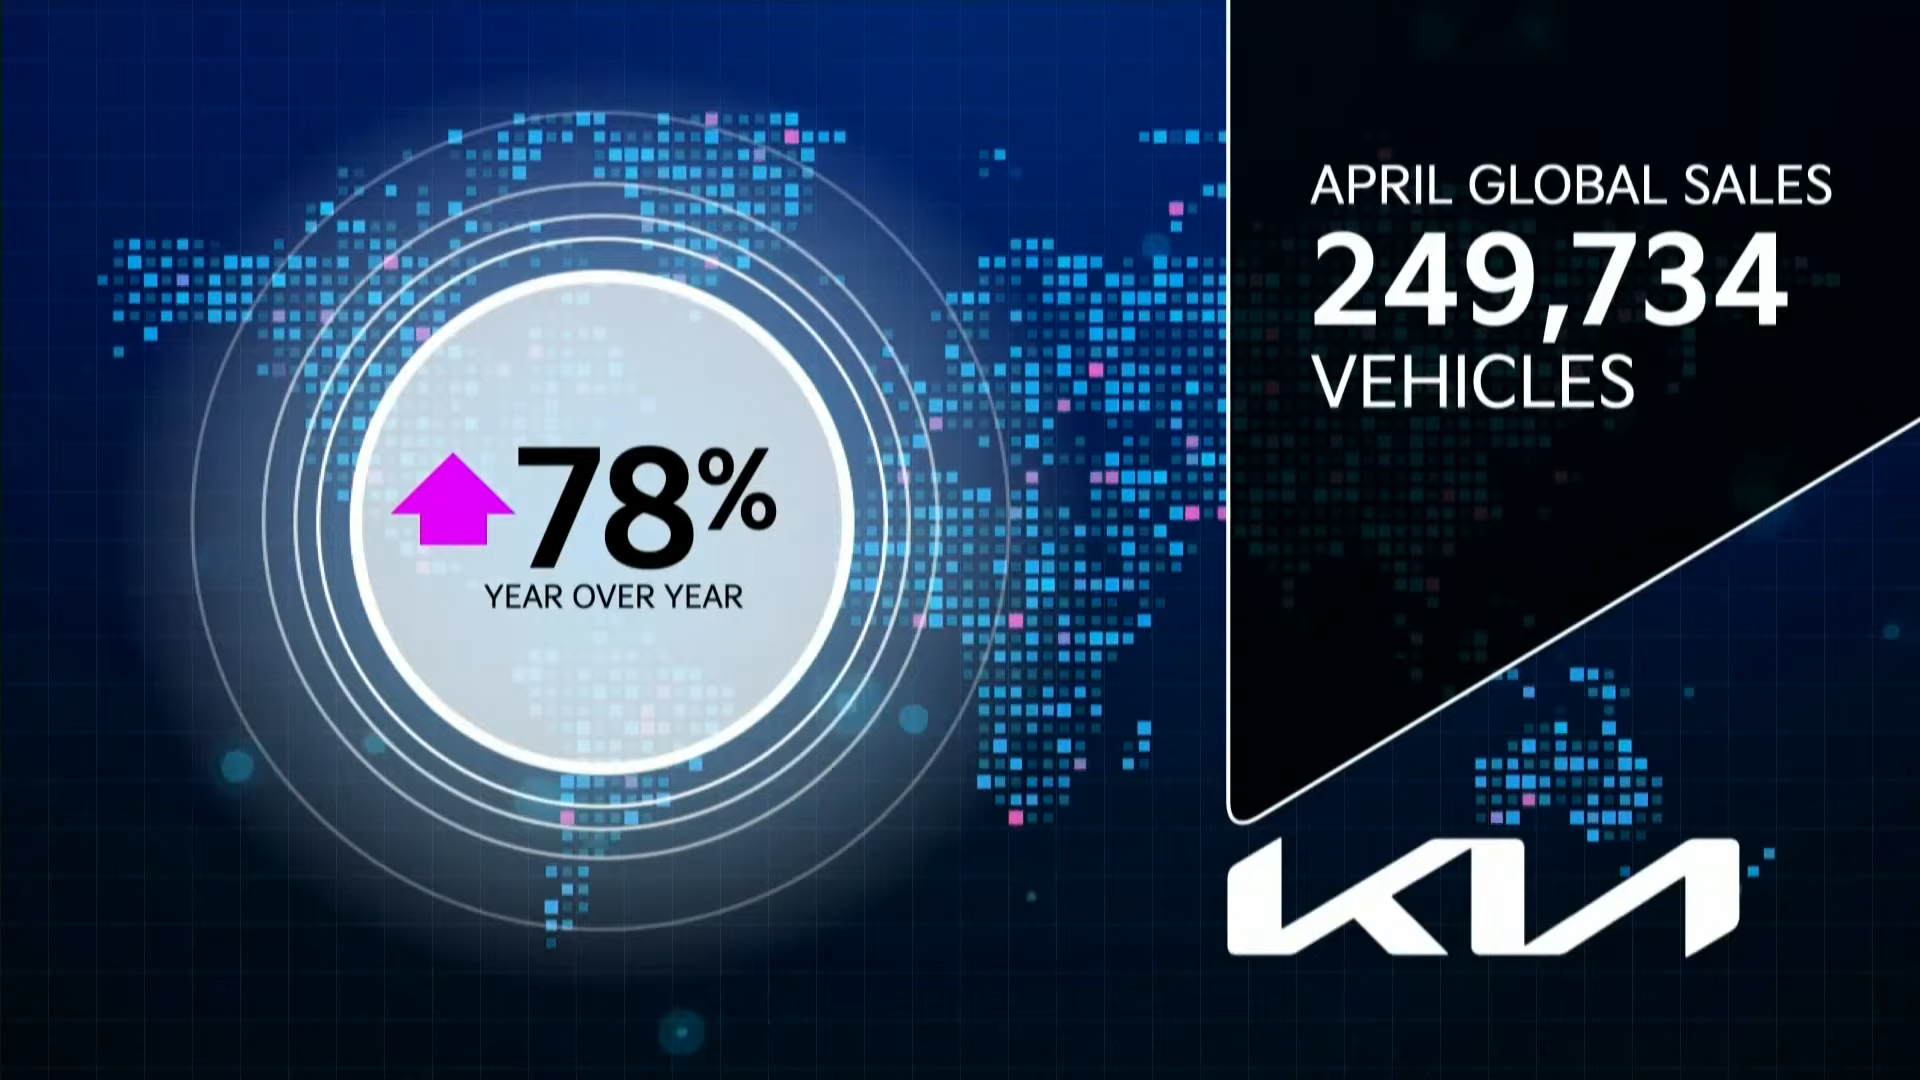 78%
YEAR OVER YEAR
APRIL GLOBAL SALES
249,734
VEHICLES
KIA